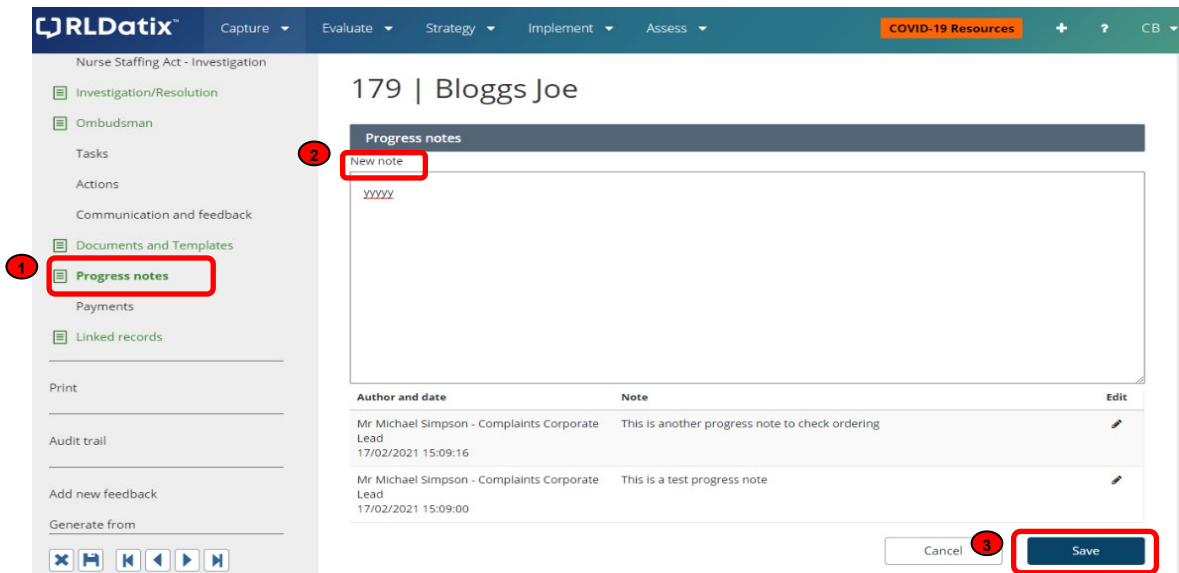 RLDatix™
Capture
Evaluate
Strategy
Implement
Assess
COVID-19 Resources
+
?
CB
Nurse Staffing Act - Investigation
Investigation/Resolution
Ombudsman
Tasks
Actions
Communication and feedback
Documents and Templates
1
Progress notes
Payments
Linked records
Print
Audit trail
Add new feedback
Generate from
179 | Bloggs Joe
Progress notes
2
New note
yyyyy
Author and date Note Edit
Mr Michael Simpson - Complaints Corporate This is another progress note to check ordering
Lead
17/02/2021 15:09:16
Mr Michael Simpson - Complaints Corporate This is a test progress note
Lead
17/02/2021 15:09:00
Cancel
3
Save